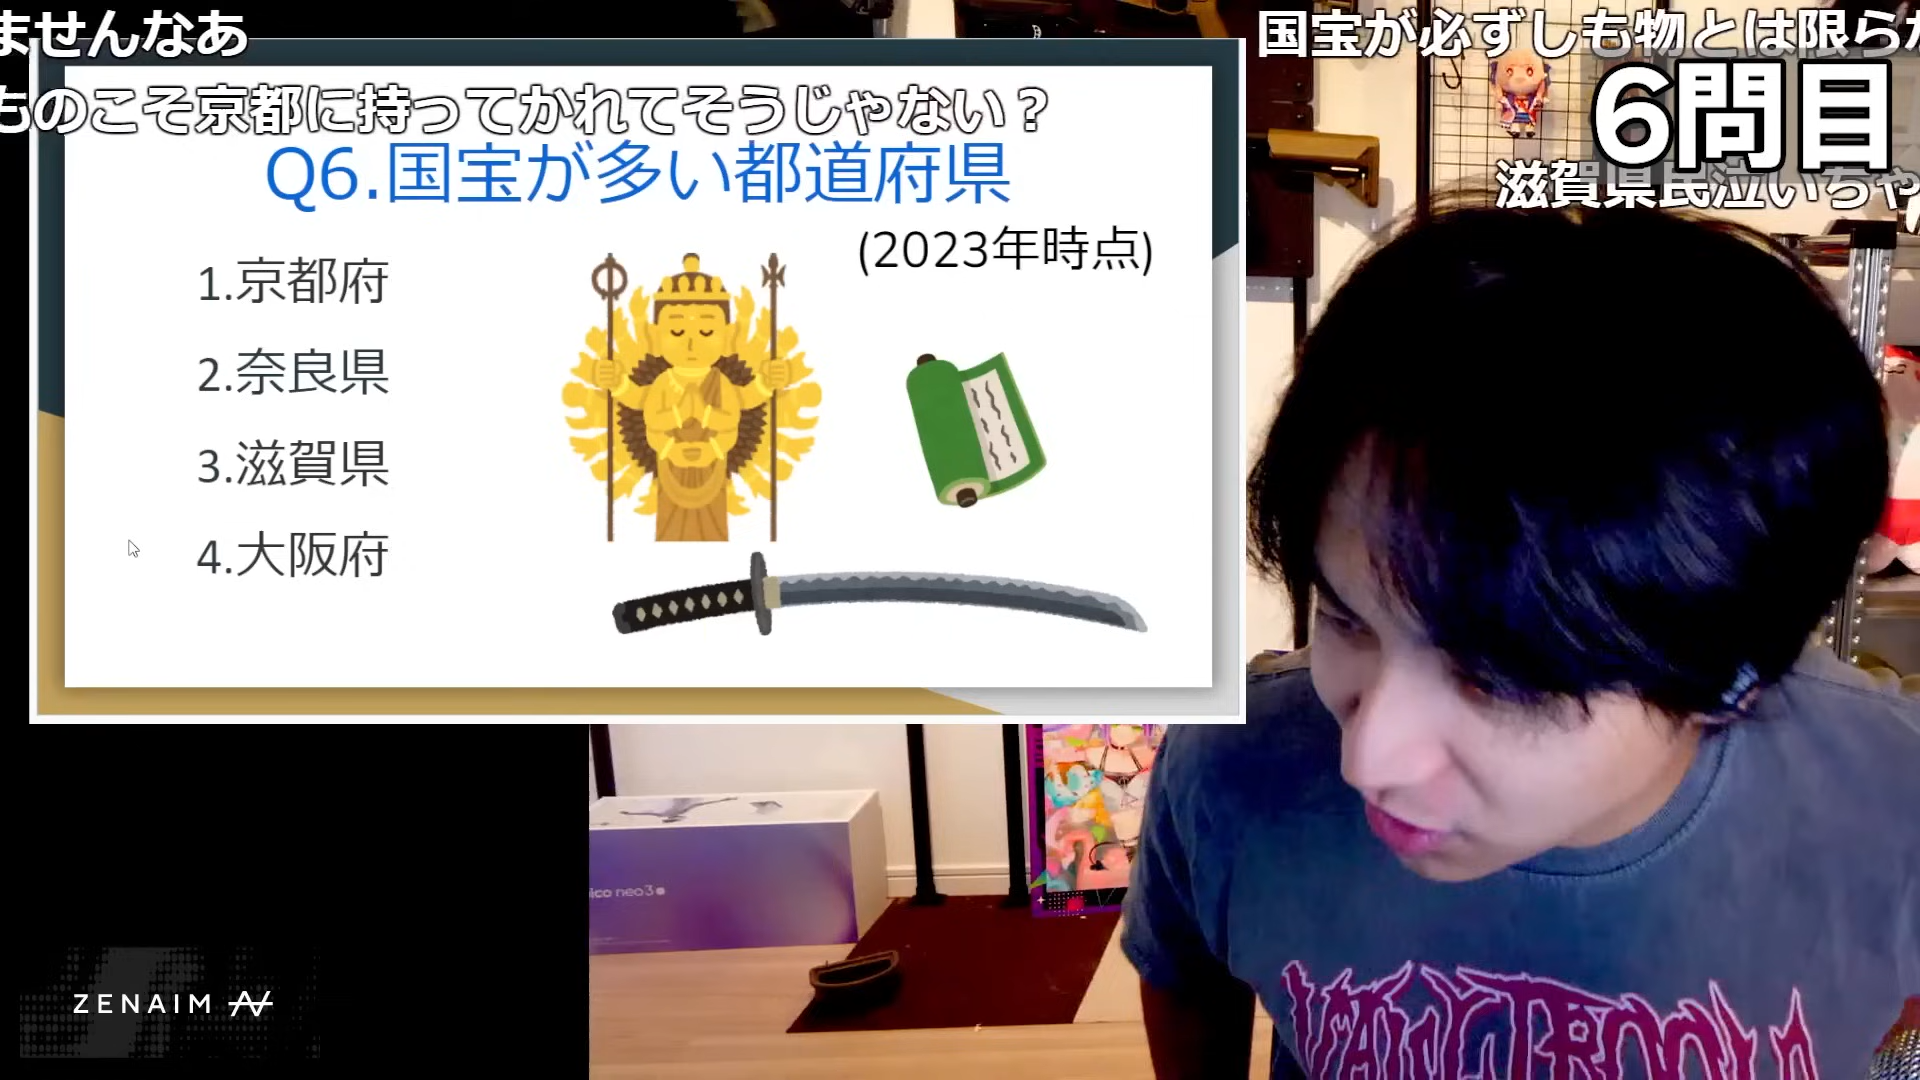 ませんなあ
国宝が必ずしも物とは限らな
6問目
ものこそ京都に持ってかれてそうじゃない？
滋賀県民泣いちゃ
Q6.国宝が多い都道府県
(2023年時点)
1.京都府
2.奈良県
3.滋賀県
4.大阪府
neo3
ZENAIM